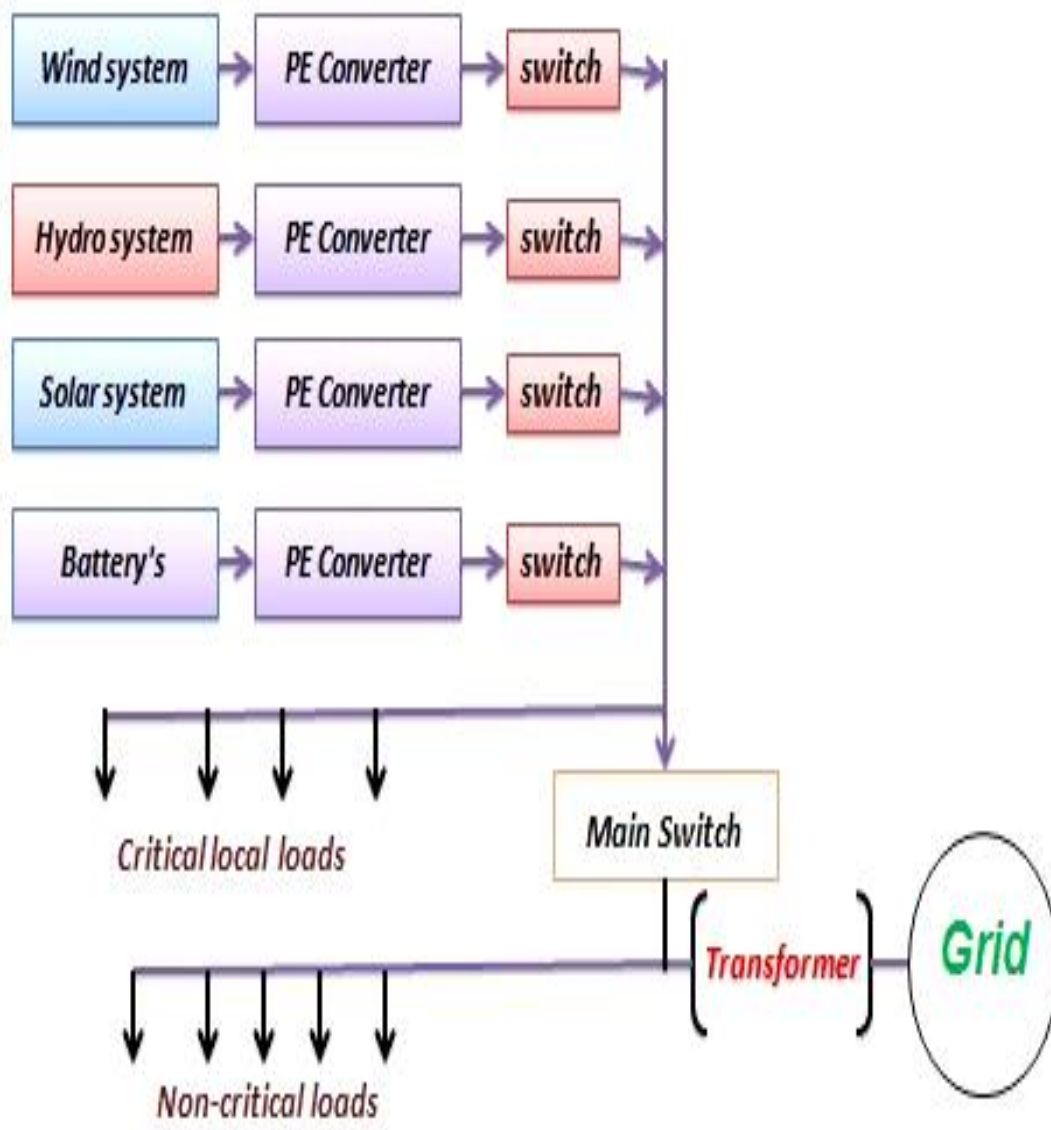 Wind system
PE Converter
switch
Hydro system
PE Converter
switch
Solar system
PE Converter
switch
Battery's
PE Converter
switch
Critical local loads
Main Switch
Transformer
Grid
Non-critical loads